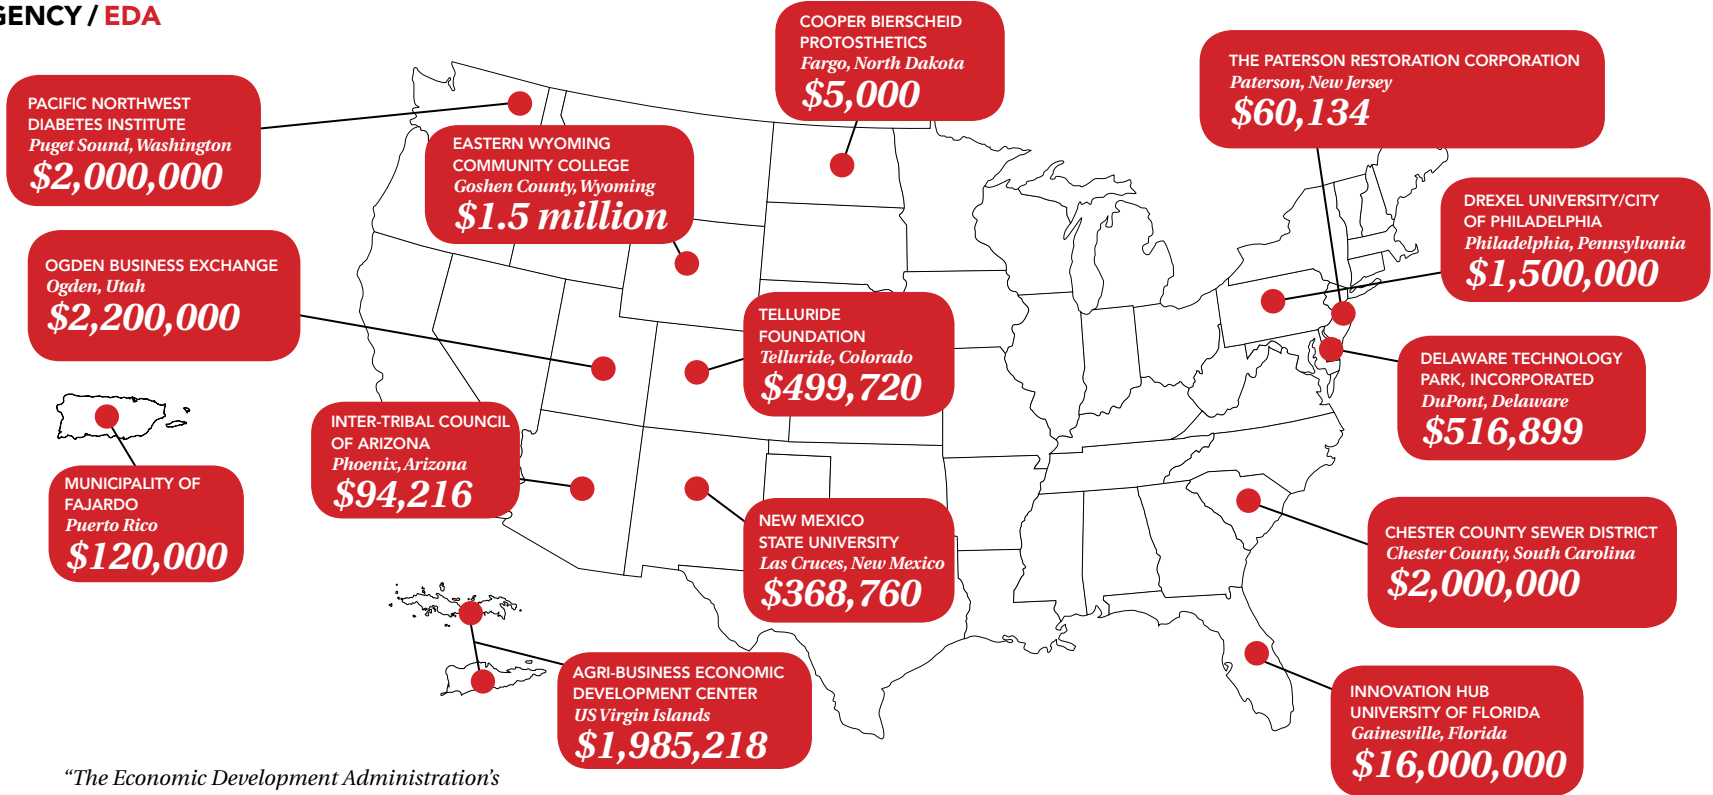 GENCY / EDA
COOPER BIERSCHEID
PROTOSTHETICS
Fargo, North Dakota
$5,000
THE PATERSON RESTORATION CORPORATION
Paterson, New Jersey
$60,134
PACIFIC NORTHWEST
DIABETES INSTITUTE
Puget Sound, Washington
$2,000,000
EASTERN WYOMING
COMMUNITY COLLEGE
Goshen County, Wyoming
$1.5 million
DREXEL UNIVERSITY/CITY
OF PHILADELPHIA
Philadelphia, Pennsylvania
$1,500,000
OGDEN BUSINESS EXCHANGE
Ogden, Utah
$2,200,000
TELLURIDE
FOUNDATION
Telluride, Colorado
$499,720
DELAWARE TECHNOLOGY
PARK, INCORPORATED
DuPont, Delaware
$516,899
INTER-TRIBAL COUNCIL
OF ARIZONA
Phoenix, Arizona
$94,216
MUNICIPALITY OF
FAJARDO
Puerto Rico
$120,000
NEW MEXICO
STATE UNIVERSITY
Las Cruces, New Mexico
$368,760
CHESTER COUNTY SEWER DISTRICT
Chester County, South Carolina
$2,000,000
AGRI-BUSINESS ECONOMIC
DEVELOPMENT CENTER
US Virgin Islands
$1,985,218
INNOVATION HUB
UNIVERSITY OF FLORIDA
Gainesville, Florida
$16,000,000
“The Economic Development Administration’s